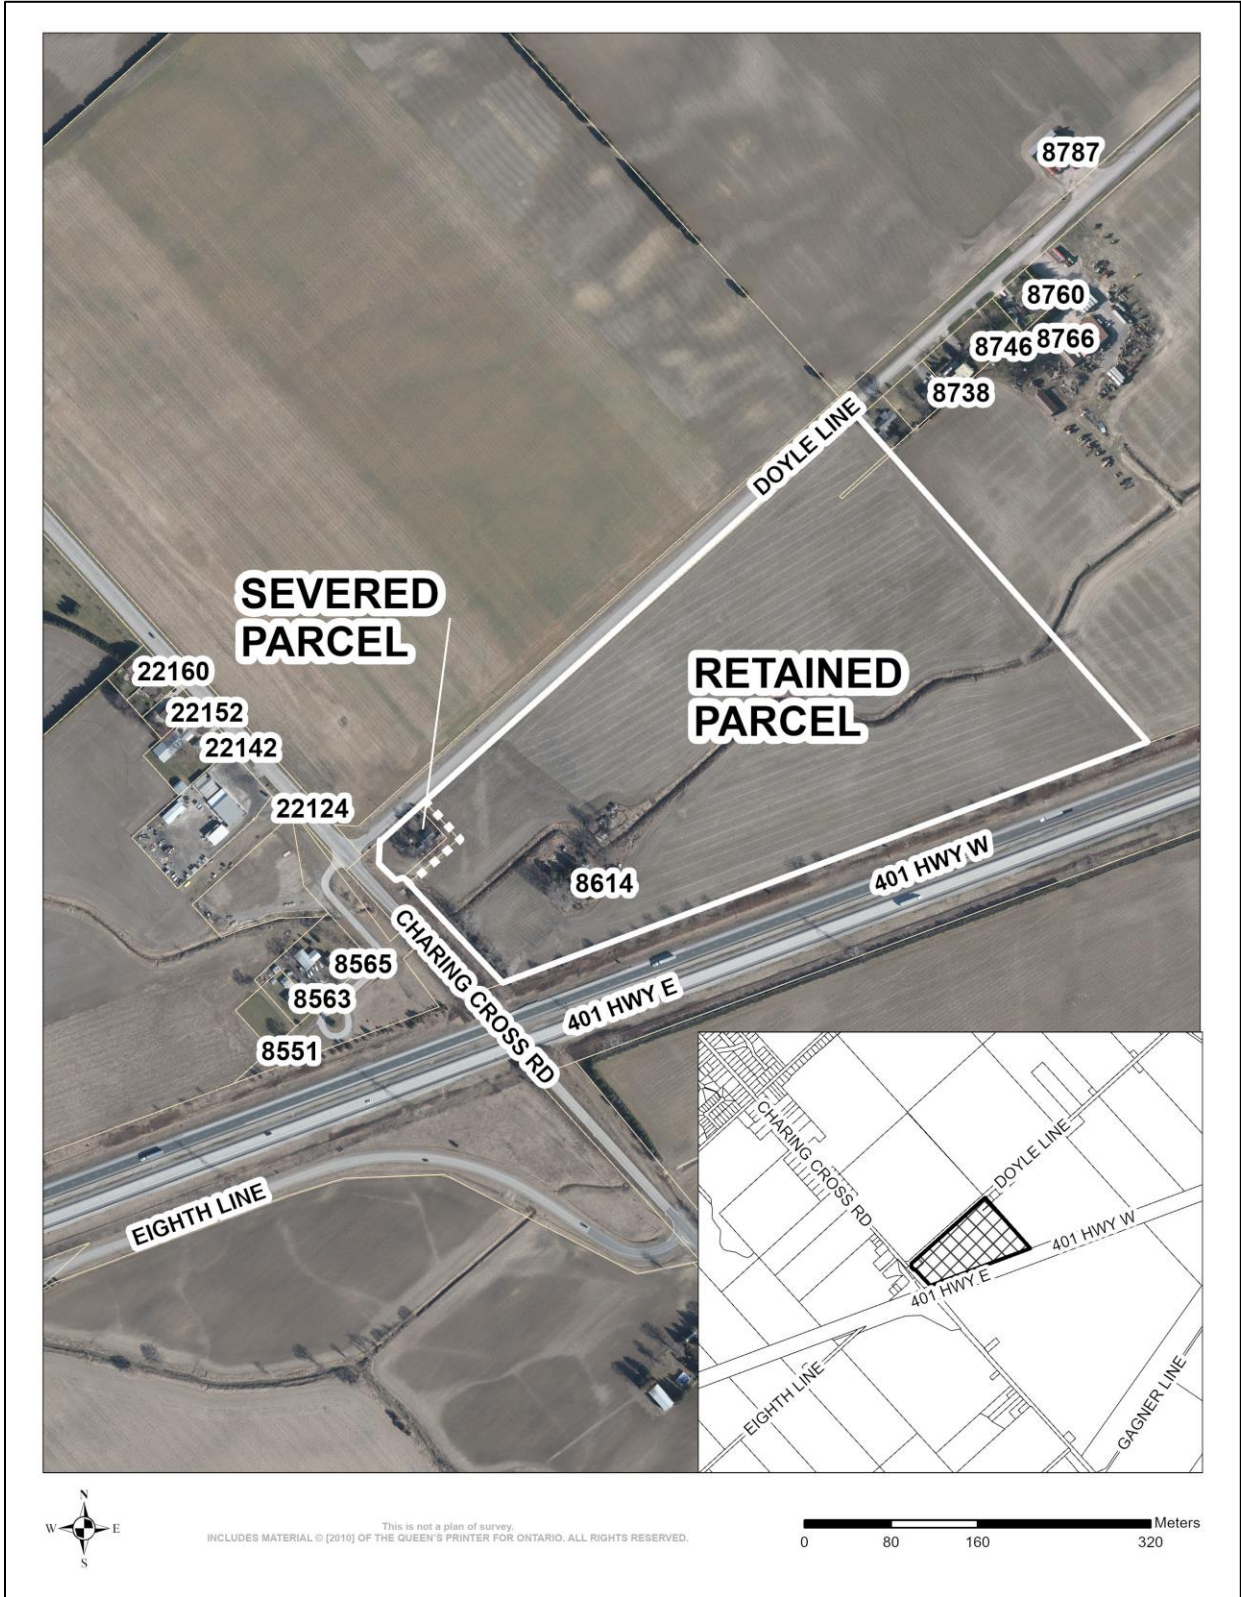 8787
8760
8766
8746
8738
DOYLE LINE
SEVERED
PARCEL
RETAINED
PARCEL
22160
22152
22142
22124
8614
401 HWY W
8565
CHARING CROSS RD
8563
401 HWY E
8551
EIGHTH LINE
CHARING CROSS RD
DOYLE LINE
401 HWY W
401 HWY E
EIGHTH LINE
GAGNER LINE
N
W E
S
This is not a plan of survey.
INCLUDES MATERIAL © [2010] OF THE QUEEN'S PRINTER FOR ONTARIO. ALL RIGHTS RESERVED.
Meters
0 80 160 320